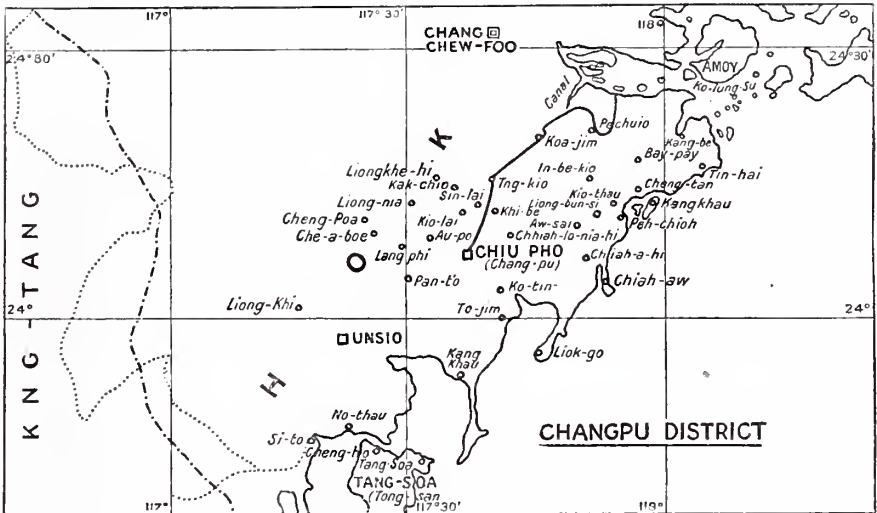 117°
117° 30'
118°
24° 30'
24°30'
CHANG
CHEW-FOO
Canal
AMOY
Ko-lung-Su
Pechuio
Koa-jim
Kang-be
Bay-pay
Tin-hai
K
Liongkhe-hi
Kak-chio
Sin-lai
Tng-kio
In-be-kio
Cheng-tan
Liong-nia
Kio-thau
Liong-bun-si
Kangkhau
Cheng-Poa
Kio-lai
Khi-be
Peh-chioh
Aw-sai
Che-a-boe
Au-po
Chhiah-lo-nia-hi
Lang phi
CHIU PHO
(Chang-pu)
Chiah-a-hi
O
Pan-to
Ko-tin-
Chiah-aw
Liong-Khi
To-jim
24°
24°
UNSIO
Kang
Khau
Liok-go
H
KNG-TANG
No-thau
Si-to
Cheng-ho
Tang-Soa
TANG-SOA
(Tong-san
CHANGPU DISTRICT
117°
117°30'
118°